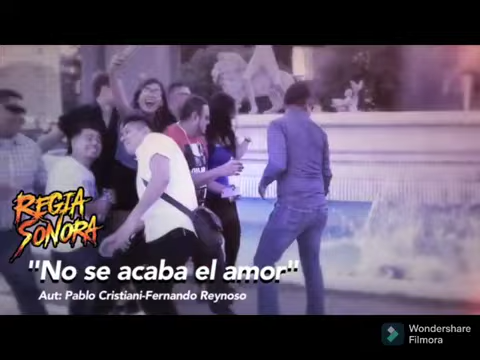 REGIA
SONORA
"No se acaba el amor"
Aut: Pablo Cristiani-Fernando Reynoso
Wondershare
Filmora